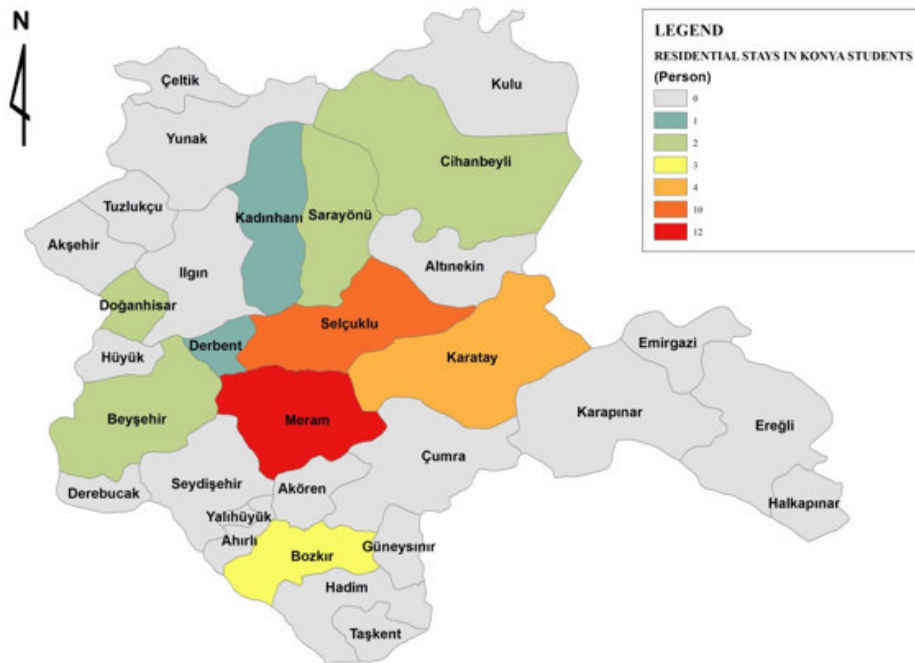 N
LEGEND
RESIDENTIAL STAYS IN KONYA STUDENTS
(Person)
0
1
2
3
4
10
12
Çeltik
Kulu
Yunak
Cihanbeyli
Tuzlukçu
Kadınhanı
Sarayönü
Akşehir
Ilgın
Altınekin
Doğanhisar
Selçuklu
Derbent
Emirgazi
Hüyük
Karatay
Karapınar
Beyşehir
Meram
Ereğli
Çumra
Seydişehir
Derebucak
Akören
Halkapınar
Yalıhüyük
Ahırlı
Güneysınır
Bozkır
Hadim
Taşkent